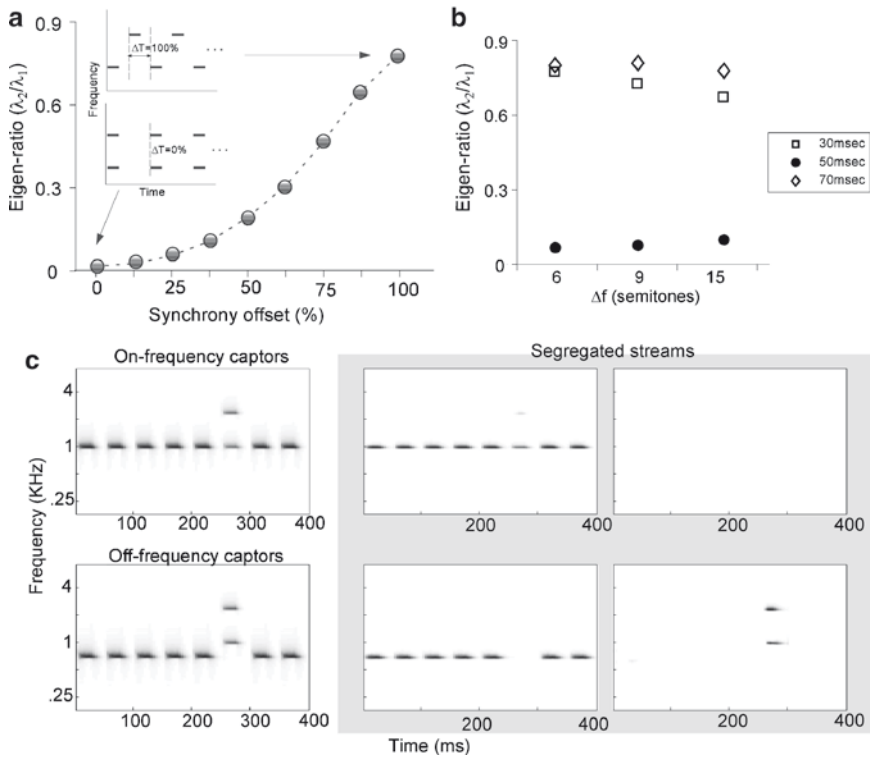 a
Eigen-ratio (λ2/λ1)
0.9
0.6
0.3
0
0 25 50 75 100
Synchrony offset (%)
Frequency
ΔT=100%
...
ΔT=0%
...
Time
b
Eigen-ratio (λ2/λ1)
0.9
0.6
0.3
0
6 9 15
Δf (semitones)
30msec
50msec
70msec
c
On-frequency captors
Segregated streams
Frequency (KHz)
4
1
.25
100 200 300 400
200 400
200 400
Off-frequency captors
4
1
.25
100 200 300 400
200 400
200 400
Time (ms)